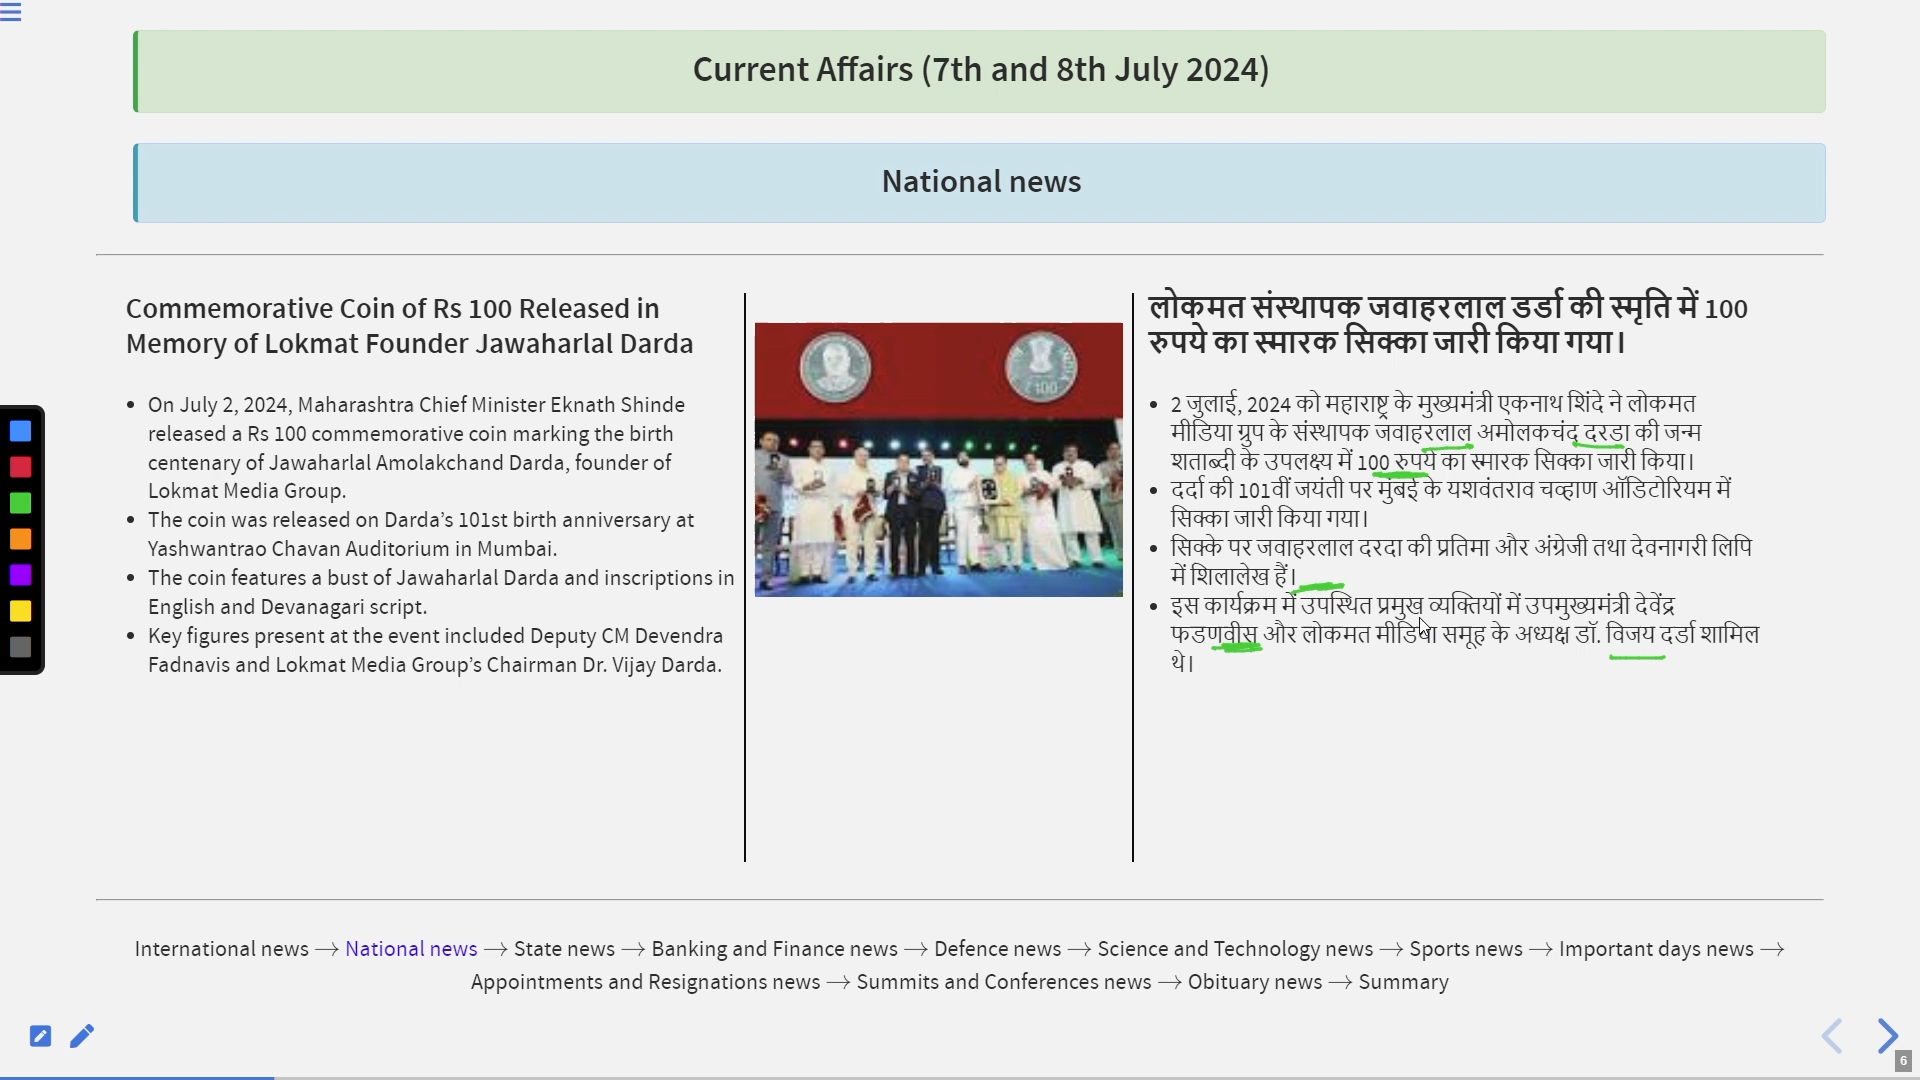 Current Affairs (7th and 8th July 2024)
National news
Commemorative Coin of Rs 100 Released in
Memory of Lokmat Founder Jawaharlal Darda
• On July 2, 2024, Maharashtra Chief Minister Eknath Shinde
released a Rs 100 commemorative coin marking the birth
centenary of Jawaharlal Amolakchand Darda, founder of
Lokmat Media Group.
• The coin was released on Darda’s 101st birth anniversary at
Yashwantrao Chavan Auditorium in Mumbai.
• The coin features a bust of Jawaharlal Darda and inscriptions in
English and Devanagari script.
• Key figures present at the event included Deputy CM Devendra
Fadnavis and Lokmat Media Group’s Chairman Dr. Vijay Darda.
₹100
लोकमत संस्थापक जवाहरलाल डर्डा की स्मृति में 100
रुपये का स्मारक सिक्का जारी किया गया।
• 2 जुलाई, 2024 को महाराष्ट्र के मुख्यमंत्री एकनाथ शिंदे ने लोकमत
मीडिया ग्रुप के संस्थापक जवाहरलाल अमोलकचंद दरडा की जन्म
शताब्दी के उपलक्ष्य में 100 रुपये का स्मारक सिक्का जारी किया।
• दर्दा की 101वीं जयंती पर मुंबई के यशवंतराव चव्हाण ऑडिटोरियम में
सिक्का जारी किया गया।
• सिक्के पर जवाहरलाल दरदा की प्रतिमा और अंग्रेजी तथा देवनागरी लिपि
में शिलालेख हैं।
• इस कार्यक्रम में उपस्थित प्रमुख व्यक्तियों में उपमुख्यमंत्री देवेंद्र
फडणवीस और लोकमत मीडिया समूह के अध्यक्ष डॉ. विजय दर्डा शामिल
थे।
International news → National news → State news → Banking and Finance news → Defence news → Science and Technology news → Sports news → Important days news →
Appointments and Resignations news → Summits and Conferences news → Obituary news → Summary
6